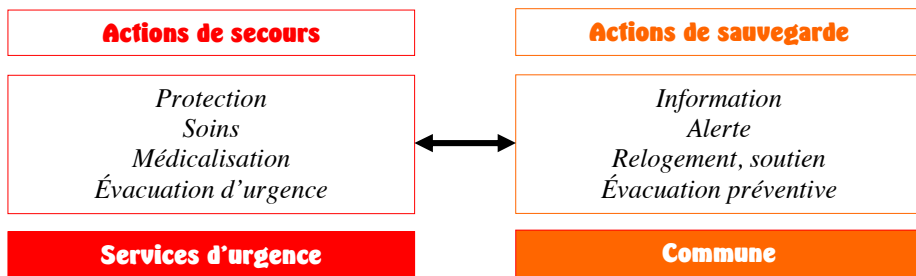 Actions de secours
Protection
Soins
Médicalisation
Évacuation d'urgence
Services d'urgence
Actions de sauvegarde
Information
Alerte
Relogement, soutien
Évacuation préventive
Commune